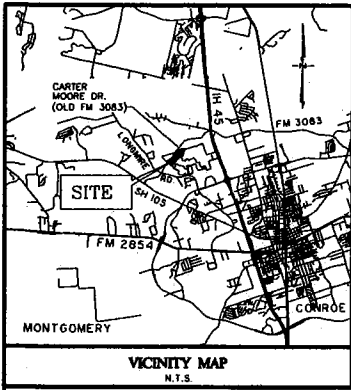 CARTER
MOORE DR.
(OLD FM 3083)
IH 45
FM 3083
LONGMIRE RD
SITE
SH 105
FM 2854
CONROE
MONTGOMERY
VICINITY MAP
N.T.S.